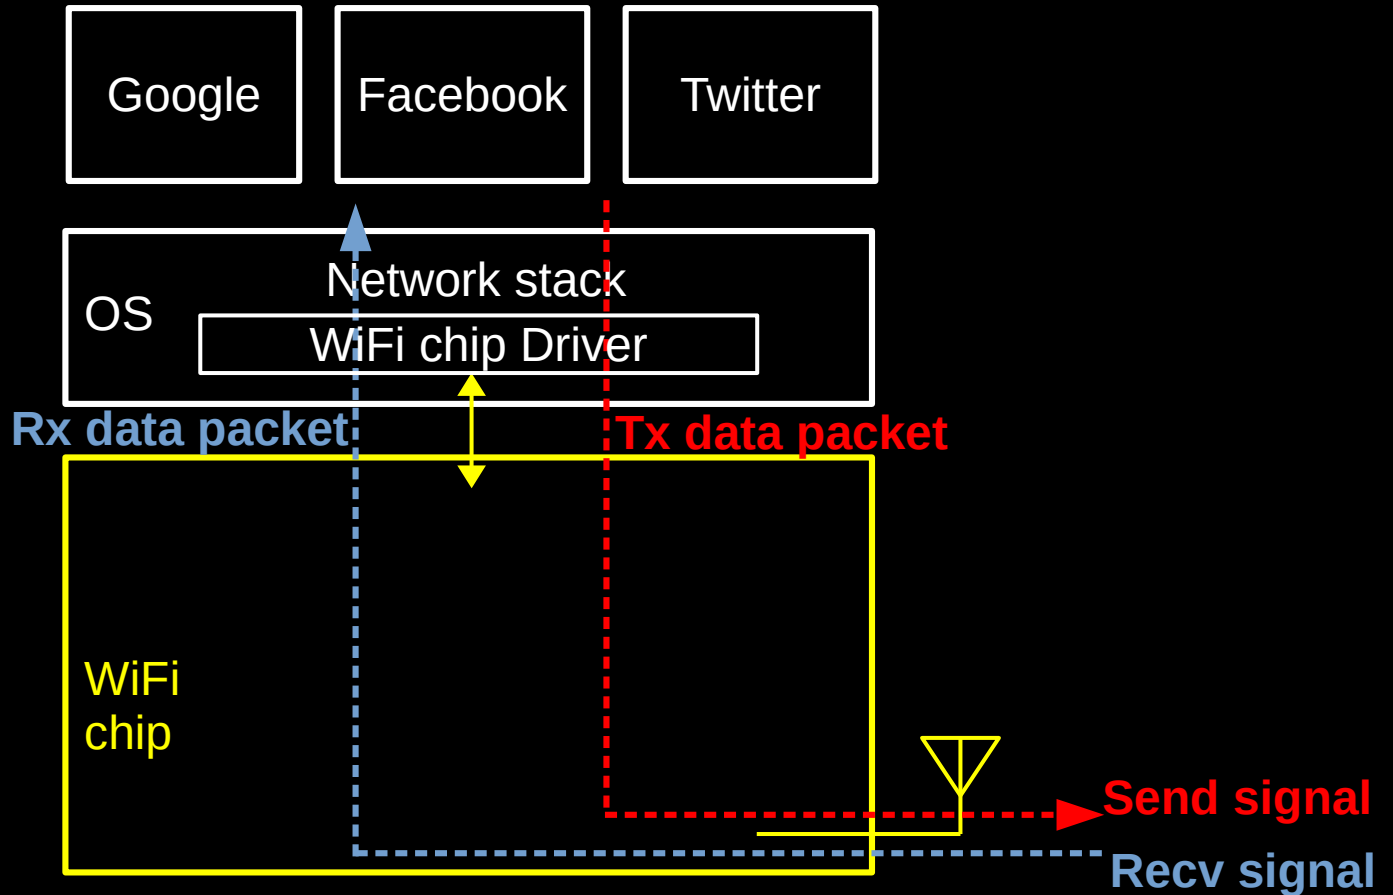 Google
Facebook
Twitter
Network stack
OS
WiFi chip Driver
Rx data packet
Tx data packet
WiFi
chip
Send signal
Recv signal